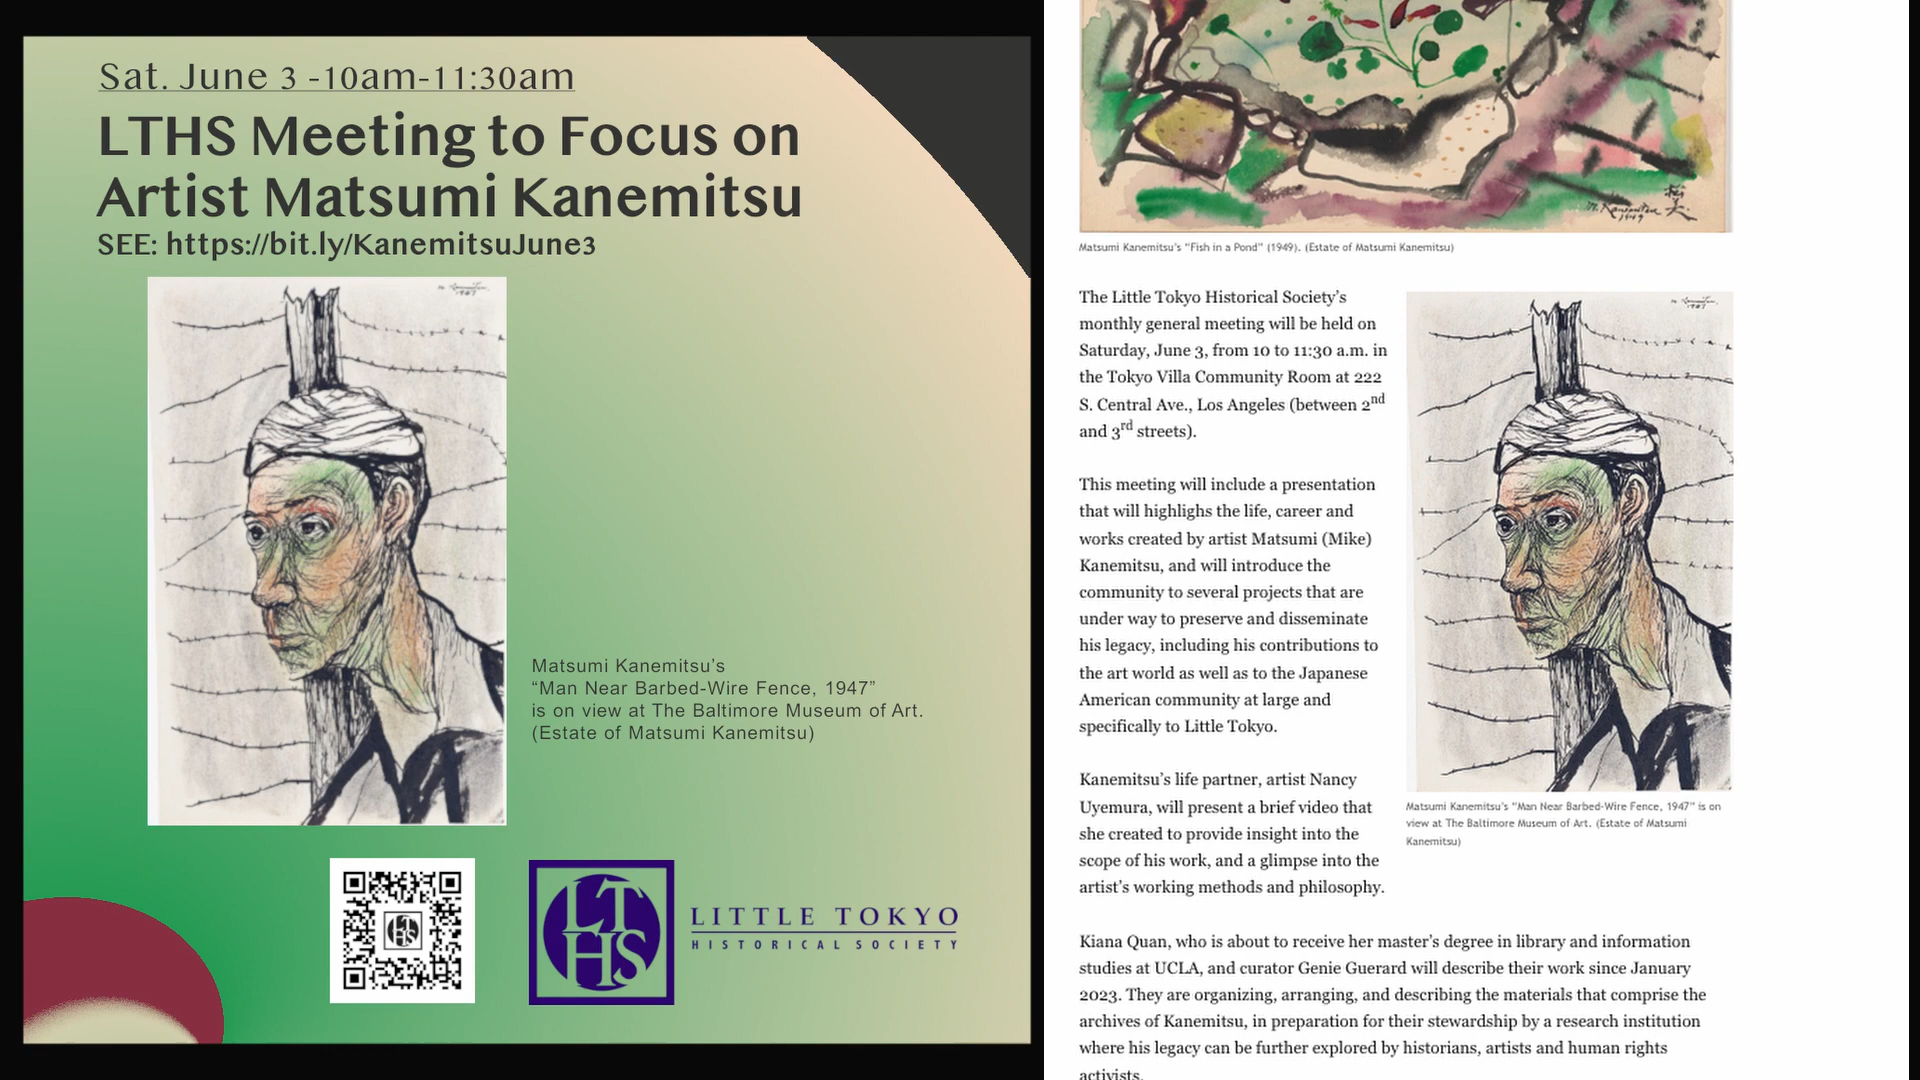 Sat. June 3 -10am-11:30am
LTHS Meeting to Focus on
Artist Matsumi Kanemitsu
SEE: https://bit.ly/KanemitsuJune3
1947
Matsumi Kanemitsu's
“Man Near Barbed-Wire Fence, 1947”
is on view at The Baltimore Museum of Art.
(Estate of Matsumi Kanemitsu)
LTHS
LTHS
LITTLE TOKYO
HISTORICAL SOCIETY
M. Kanemitsu
1949
Matsumi Kanemitsu's “Fish in a Pond” (1949). (Estate of Matsumi Kanemitsu)
The Little Tokyo Historical Society's
monthly general meeting will be held on
Saturday, June 3, from 10 to 11:30 a.m. in
the Tokyo Villa Community Room at 222
S. Central Ave., Los Angeles (between 2nd
and 3rd streets).
This meeting will include a presentation
that will highlighs the life, career and
works created by artist Matsumi (Mike)
Kanemitsu, and will introduce the
community to several projects that are
under way to preserve and disseminate
his legacy, including his contributions to
the art world as well as to the Japanese
American community at large and
specifically to Little Tokyo.
Kanemitsu's life partner, artist Nancy
Uyemura, will present a brief video that
she created to provide insight into the
scope of his work, and a glimpse into the
artist's working methods and philosophy.
1947
Matsumi Kanemitsu's “Man Near Barbed-Wire Fence, 1947” is on
view at The Baltimore Museum of Art. (Estate of Matsumi
Kanemitsu)
Kiana Quan, who is about to receive her master's degree in library and information
studies at UCLA, and curator Genie Guerard will describe their work since January
2023. They are organizing, arranging, and describing the materials that comprise the
archives of Kanemitsu, in preparation for their stewardship by a research institution
where his legacy can be further explored by historians, artists and human rights
activists.